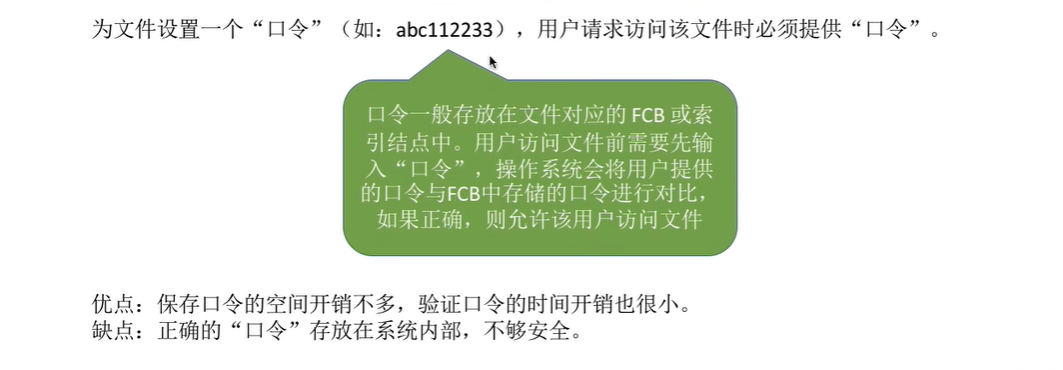 为文件设置一个“口令”（如：abc112233），用户请求访问该文件时必须提供“口令”。
口令一般存放在文件对应的 FCB 或索
引结点中。用户访问文件前需要先输
入“口令”，操作系统会将用户提供
的口令与FCB中存储的口令进行对比，
如果正确，则允许该用户访问文件
优点：保存口令的空间开销不多，验证口令的时间开销也很小。
缺点：正确的“口令”存放在系统内部，不够安全。